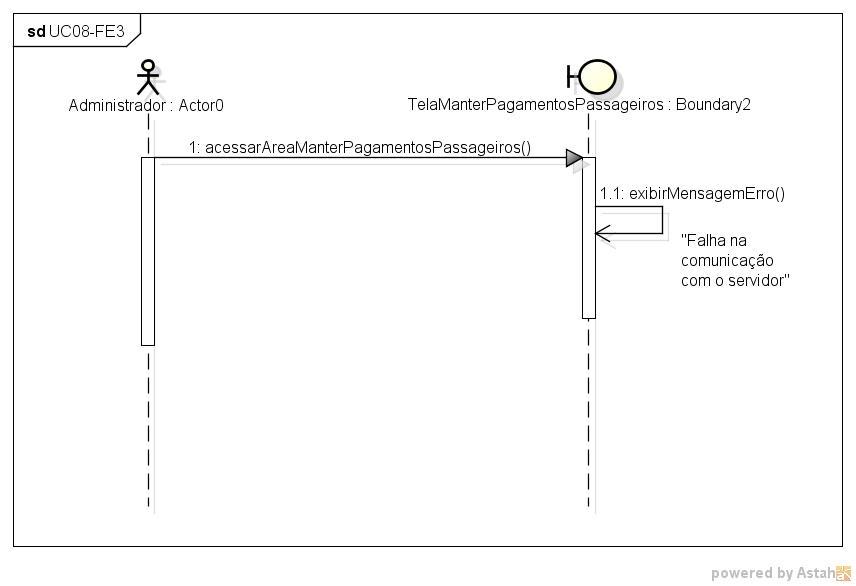 sd UC08-FE3
Administrador : Actor0
TelaManterPagamentosPassageiros : Boundary2
1: acessarAreaManterPagamentosPassageiros()
1.1: exibirMensagemErro()
"Falha na
comunicação
com o servidor"
powered by Astah